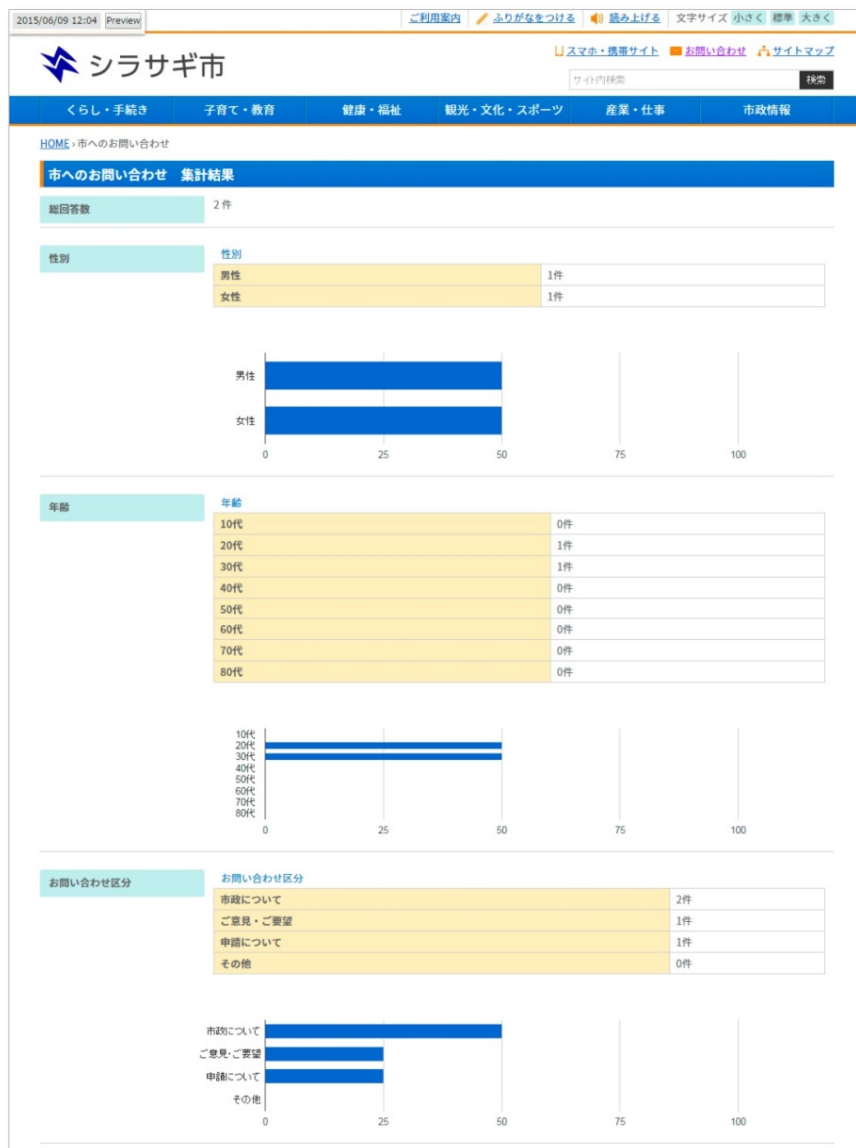 2015/06/09 12:04 Preview
ご利用案内 ふりがなをつける 読み上げる 文字サイズ 小さく 標準 大きく
シラサギ市
スマホ・携帯サイト お問い合わせ サイトマップ
サイト内検索 検索
くらし・手続き 子育て・教育 健康・福祉 観光・文化・スポーツ 産業・仕事 市政情報
HOME › 市へのお問い合わせ
市へのお問い合わせ 集計結果
総回答数 2 件
性別 性別
男性 1件
女性 1件
男性
女性
0 25 50 75 100
年齢 年齢
10代 0件
20代 1件
30代 1件
40代 0件
50代 0件
60代 0件
70代 0件
80代 0件
10代
20代
30代
40代
50代
60代
70代
80代
0 25 50 75 100
お問い合わせ区分 お問い合わせ区分
市政について 2件
ご意見・ご要望 1件
申請について 1件
その他 0件
市政について
ご意見・ご要望
申請について
その他
0 25 50 75 100